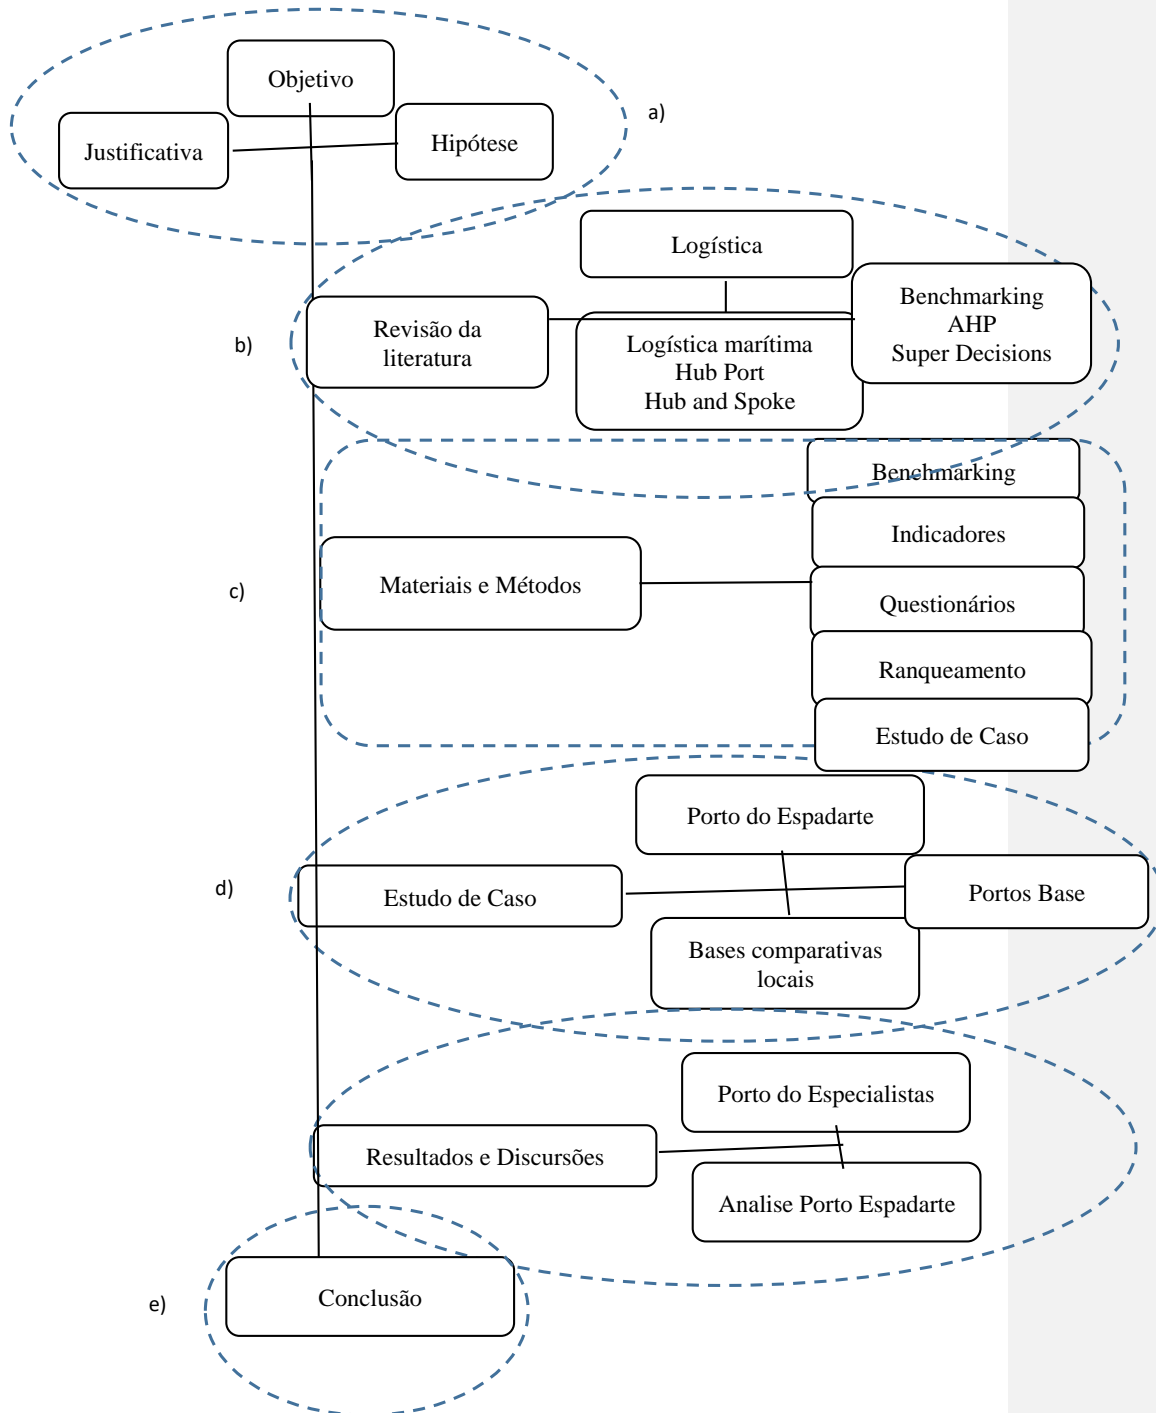 Objetivo
a)
Justificativa
Hipótese
Logística
b)
Revisão da
literatura
Logística marítima
Hub Port
Hub and Spoke
Benchmarking
AHP
Super Decisions
c)
Materiais e Métodos
Benchmarking
Indicadores
Questionários
Ranqueamento
Estudo de Caso
d)
Estudo de Caso
Porto do Espadarte
Portos Base
Bases comparativas
locais
Resultados e Discursões
Porto do Especialistas
Analise Porto Espadarte
e)
Conclusão